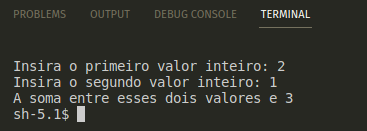 PROBLEMS OUTPUT DEBUG CONSOLE TERMINAL
Insira o primeiro valor inteiro: 2
Insira o segundo valor inteiro: 1
A soma entre esses dois valores e 3
sh-5.1$